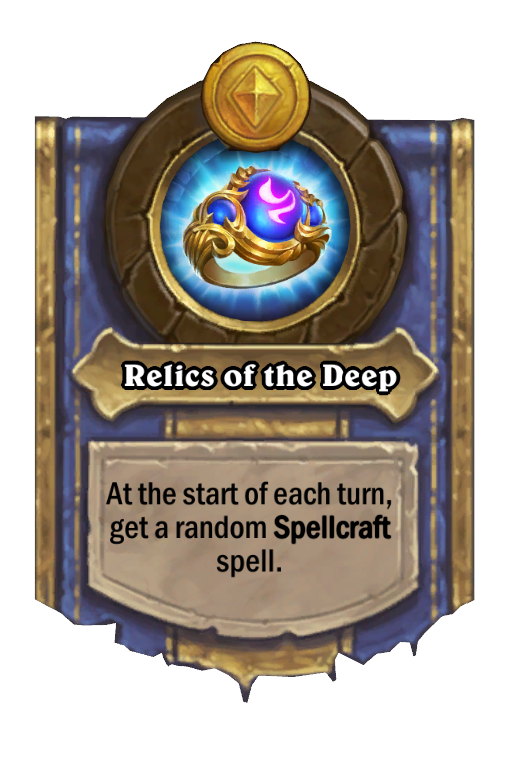 Relics of the Deep
At the start of each turn,
get a random Spellcraft
spell.